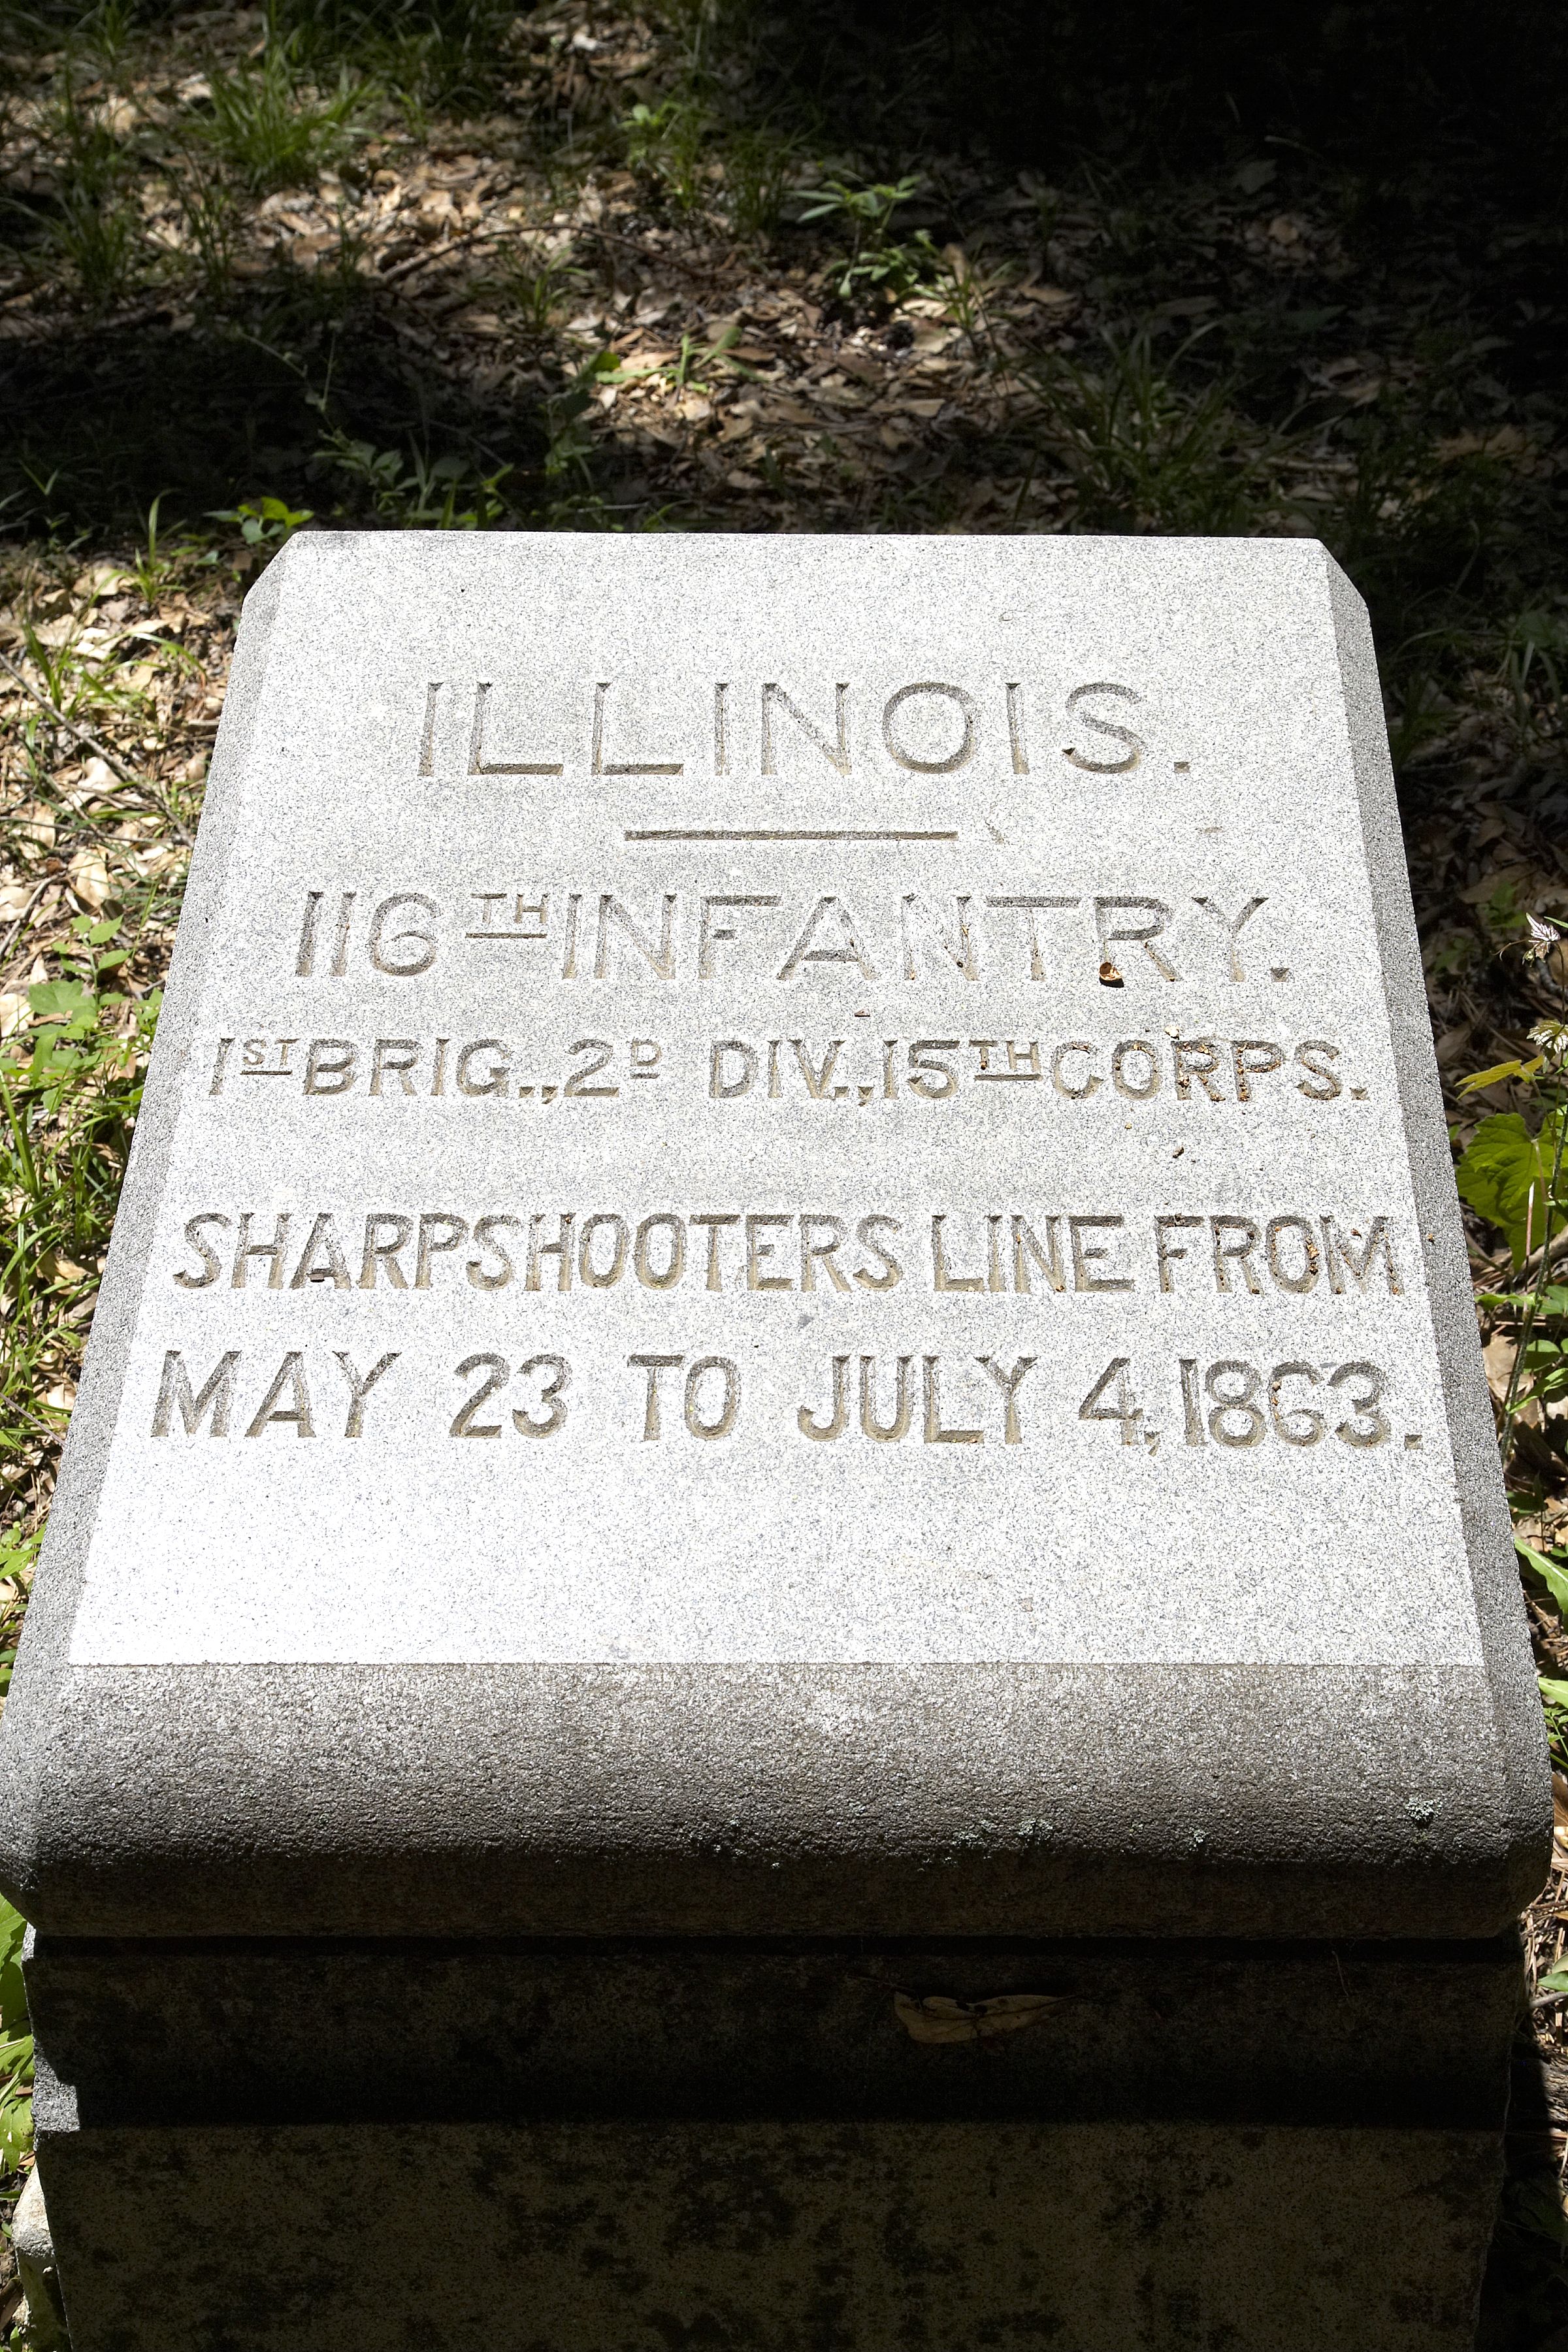 ILLINOIS.
116TH INFANTRY.
1ST BRIG., 2D DIV., 15TH CORPS.
SHARPSHOOTERS LINE FROM
MAY 23 TO JULY 4, 1863.